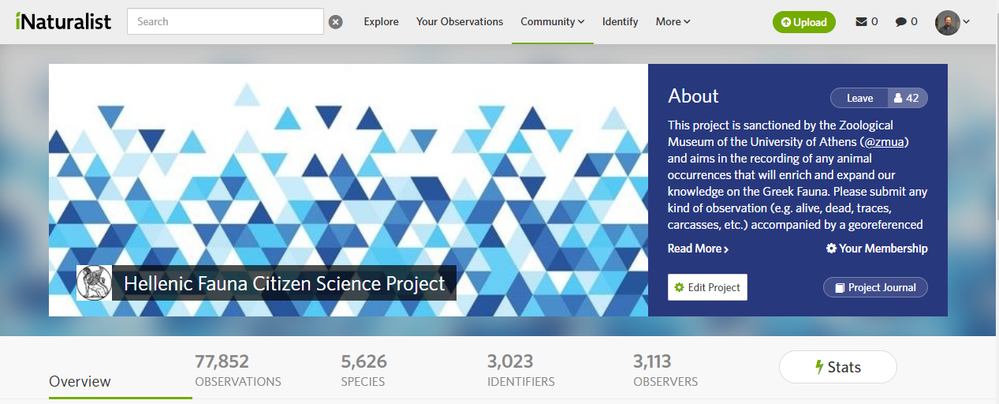 iNaturalist
Search
Explore
Your Observations
Community
Identify
More
Upload
0
0
About
Leave
42
This project is sanctioned by the Zoological
Museum of the University of Athens (@zmua)
and aims in the recording of any animal
occurrences that will enrich and expand our
knowledge on the Greek Fauna. Please submit any
kind of observation (e.g. alive, dead, traces,
carcasses, etc.) accompanied by a georeferenced
Read More
Your Membership
Edit Project
Project Journal
Hellenic Fauna Citizen Science Project
Overview
77,852
OBSERVATIONS
5,626
SPECIES
3,023
IDENTIFIERS
3,113
OBSERVERS
Stats